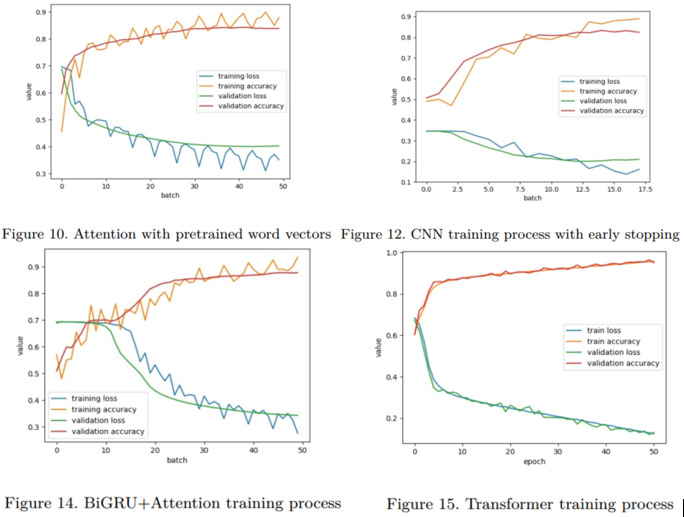 0.9
0.8
0.7
0.6
0.5
0.4
0.3
value
0 10 20 30 40 50
batch
training loss
training accuracy
validation loss
validation accuracy
0.9
0.8
0.7
0.6
0.5
0.4
0.3
0.2
0.1
value
0.0 2.5 5.0 7.5 10.0 12.5 15.0 17.5
batch
training loss
training accuracy
validation loss
validation accuracy
Figure 10. Attention with pretrained word vectors
Figure 12. CNN training process with early stopping
0.9
0.8
0.7
0.6
0.5
0.4
0.3
value
0 10 20 30 40 50
batch
training loss
training accuracy
validation loss
validation accuracy
1.0
0.8
0.6
0.4
0.2
value
0 10 20 30 40 50
epoch
train loss
train accuracy
validation loss
validation accuracy
Figure 14. BiGRU+Attention training process
Figure 15. Transformer training process